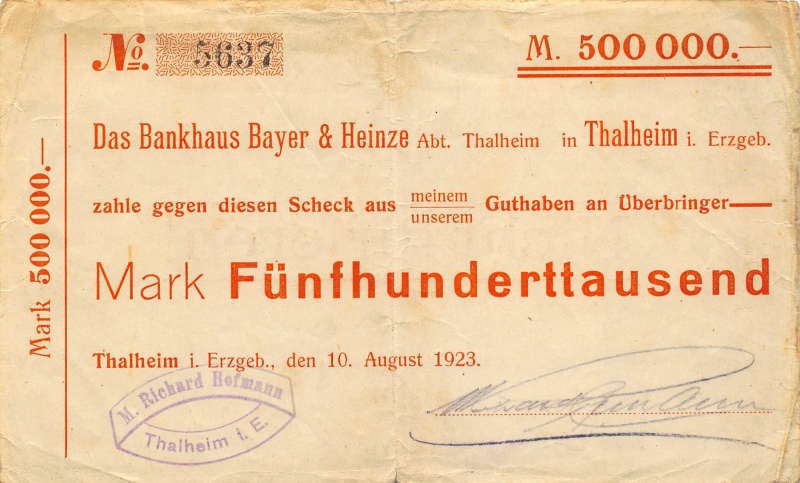 No. 5637
M. 500 000.—
Das Bankhaus Bayer & Heinze Abt. Thalheim in Thalheim i. Erzgeb.
zahle gegen diesen Scheck aus meinem
unserem Guthaben an Überbringer—
Mark Fünfhunderttausend
Thalheim i. Erzgeb., den 10. August 1923.
M. Richard Hofmann
Thalheim i. E.
Mark 500 000.—